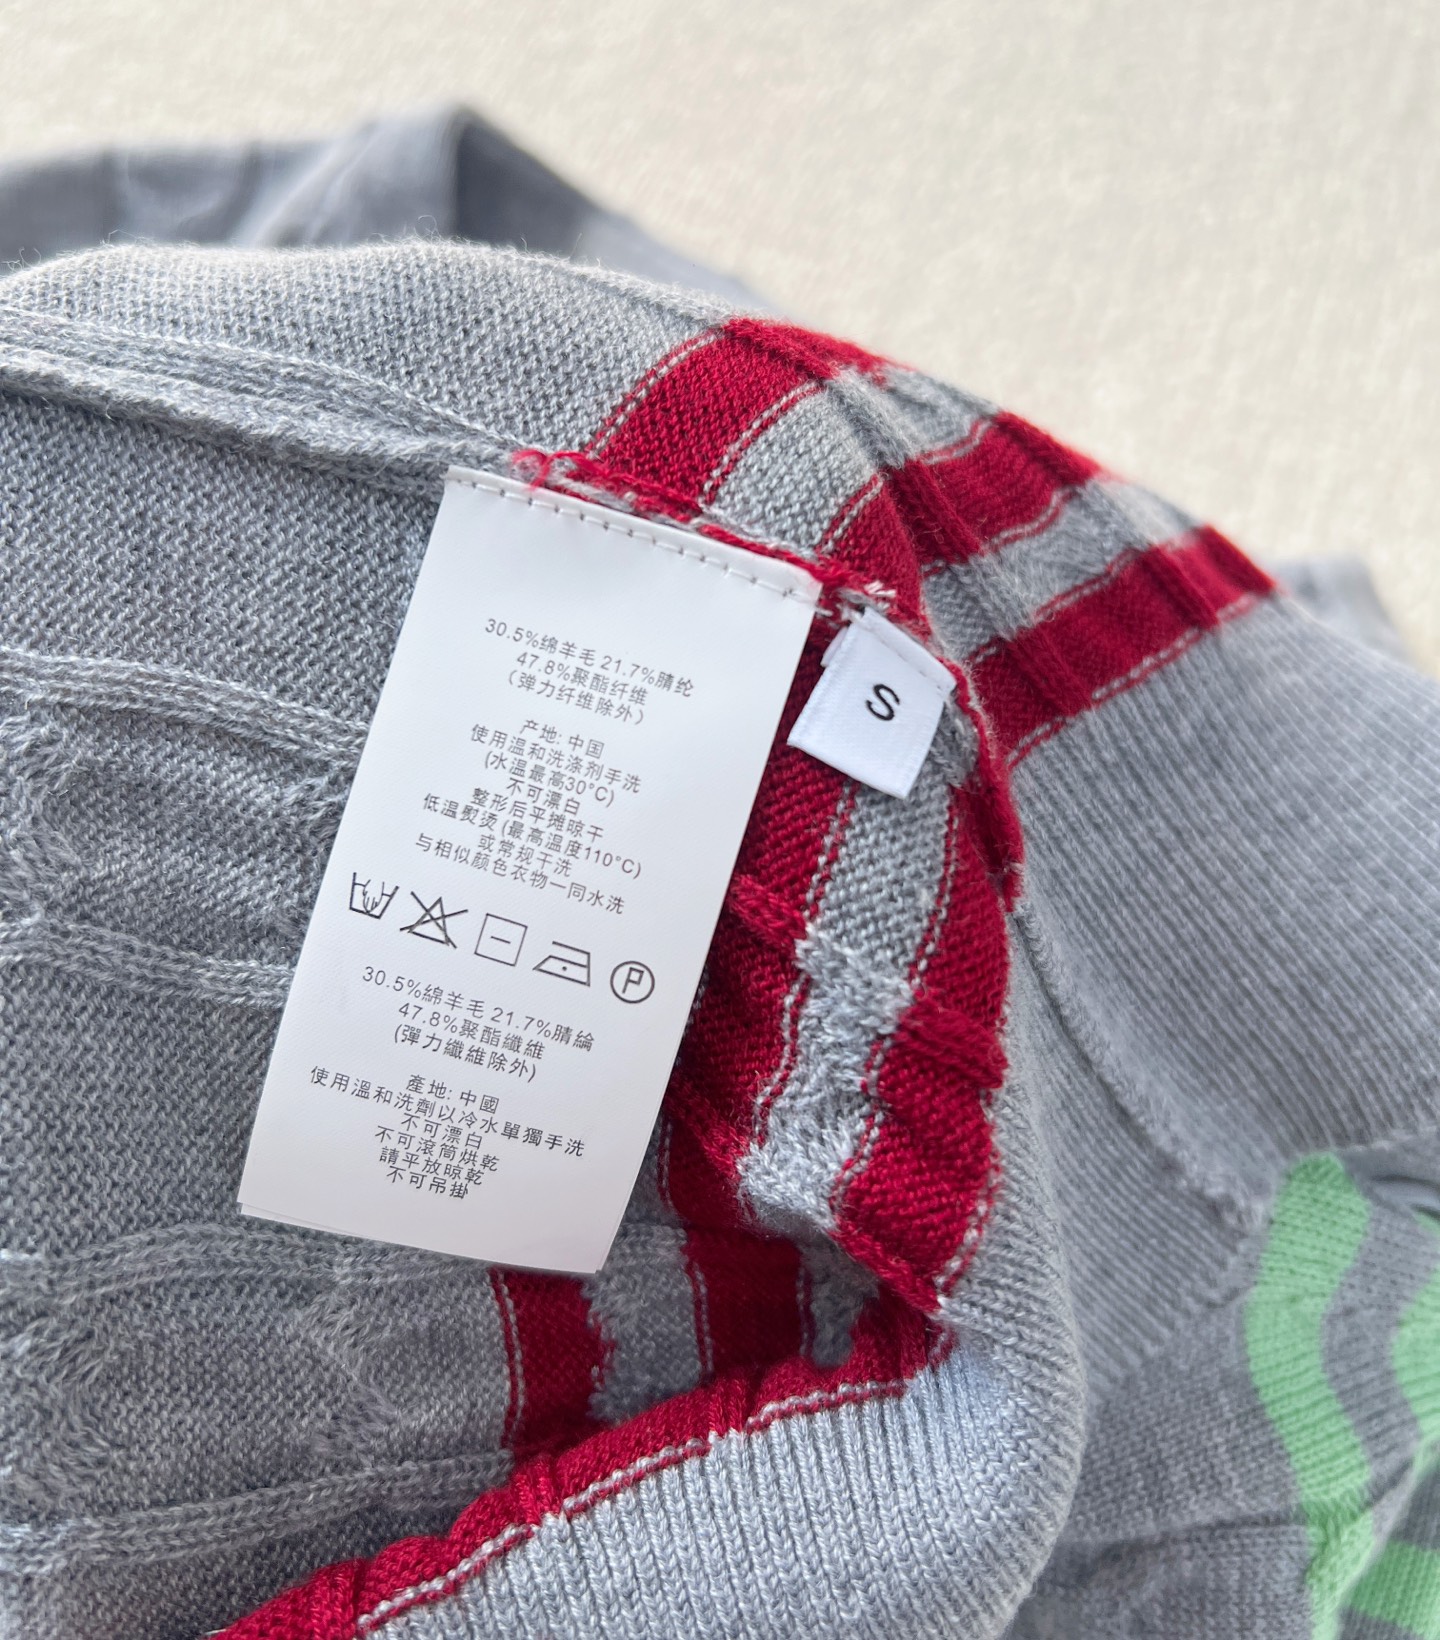 30.5%绵羊毛 21.7%腈纶
47.8%聚酯纤维
（弹力纤维除外）
产地: 中国
使用温和洗涤剂手洗
(水温最高30°C)
不可漂白
整形后平摊晾干
低温熨烫 (最高温度110°C)
或常规干洗
与相似颜色衣物一同水洗
P
30.5%綿羊毛 21.7%腈綸
47.8%聚酯纖維
(彈力纖維除外)
產地: 中國
使用溫和洗劑以冷水單獨手洗
不可漂白
不可滾筒烘乾
請平放晾乾
不可吊掛
S